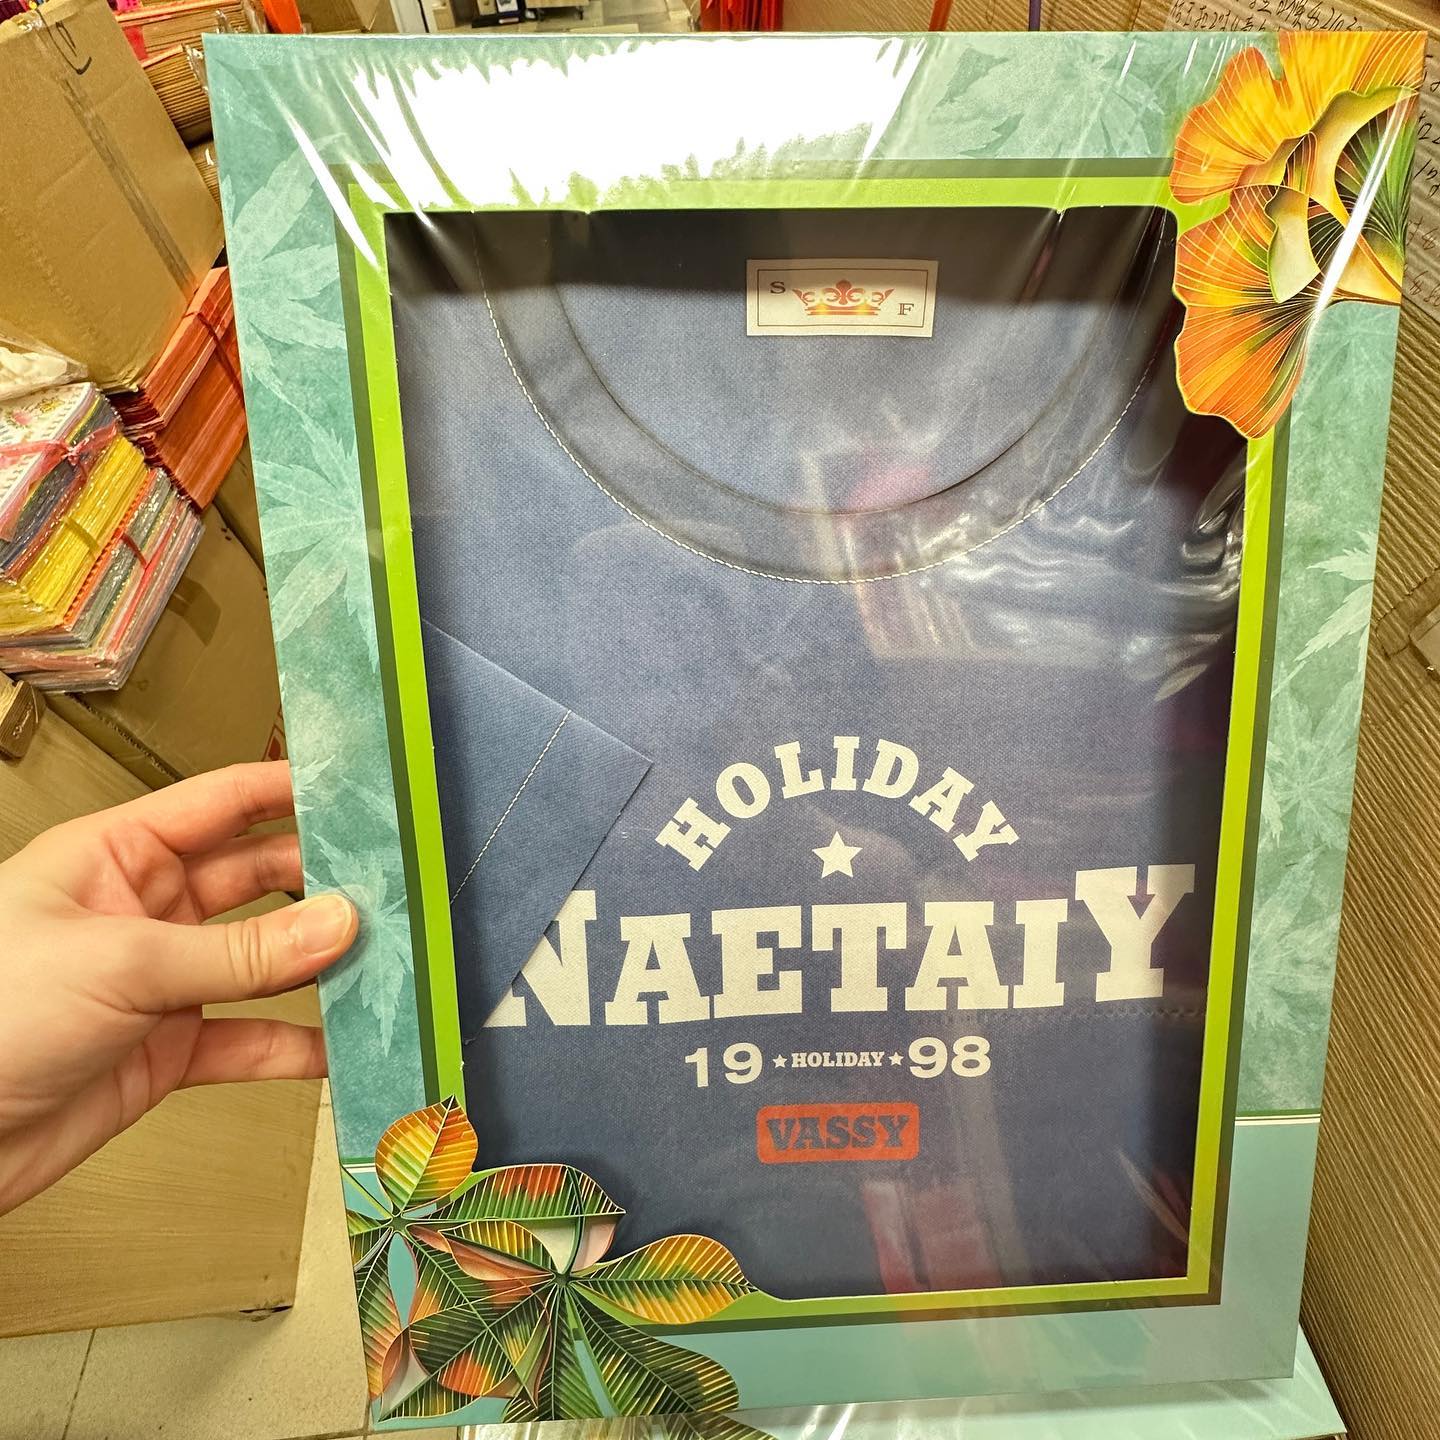 S F
HOLIDAY
NAETAIY
19 HOLIDAY 98
VASSY